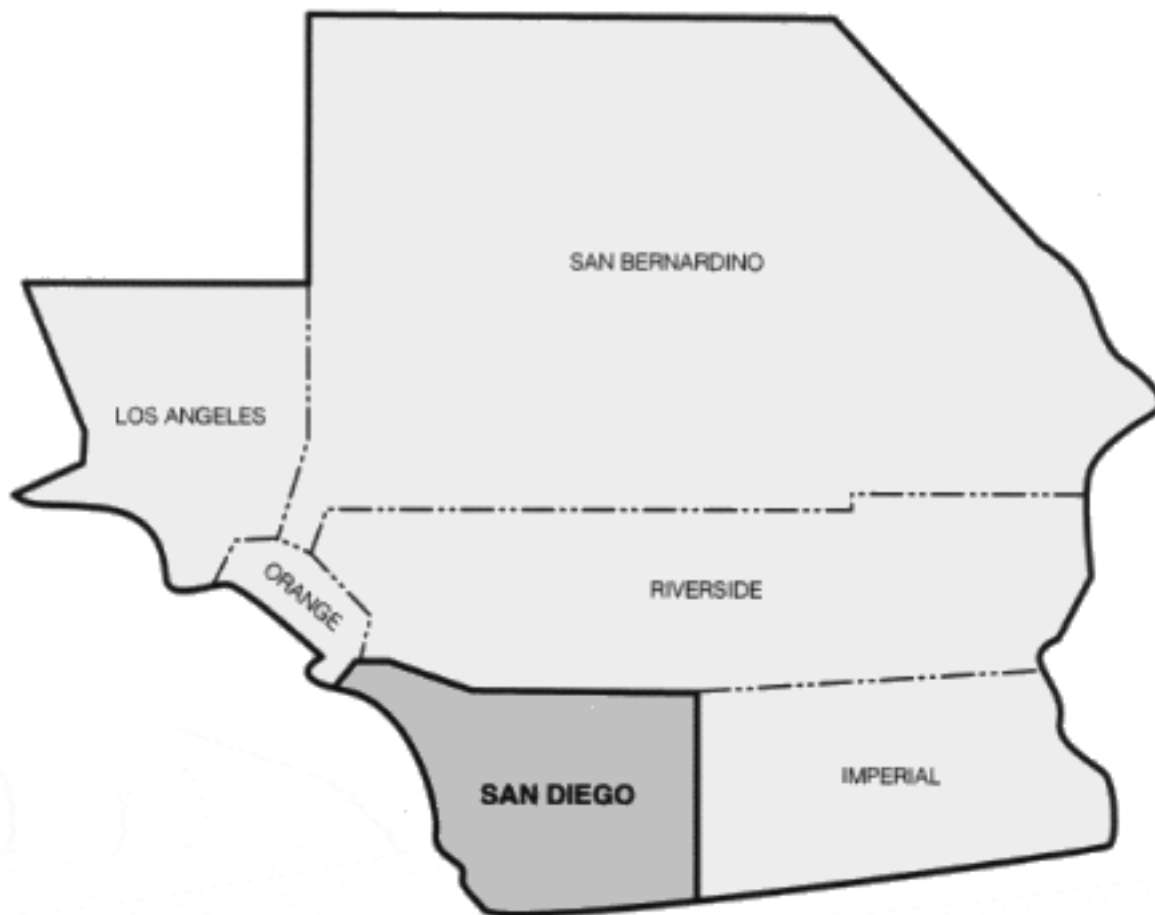 SAN BERNARDINO
LOS ANGELES
ORANGE
RIVERSIDE
SAN DIEGO
IMPERIAL